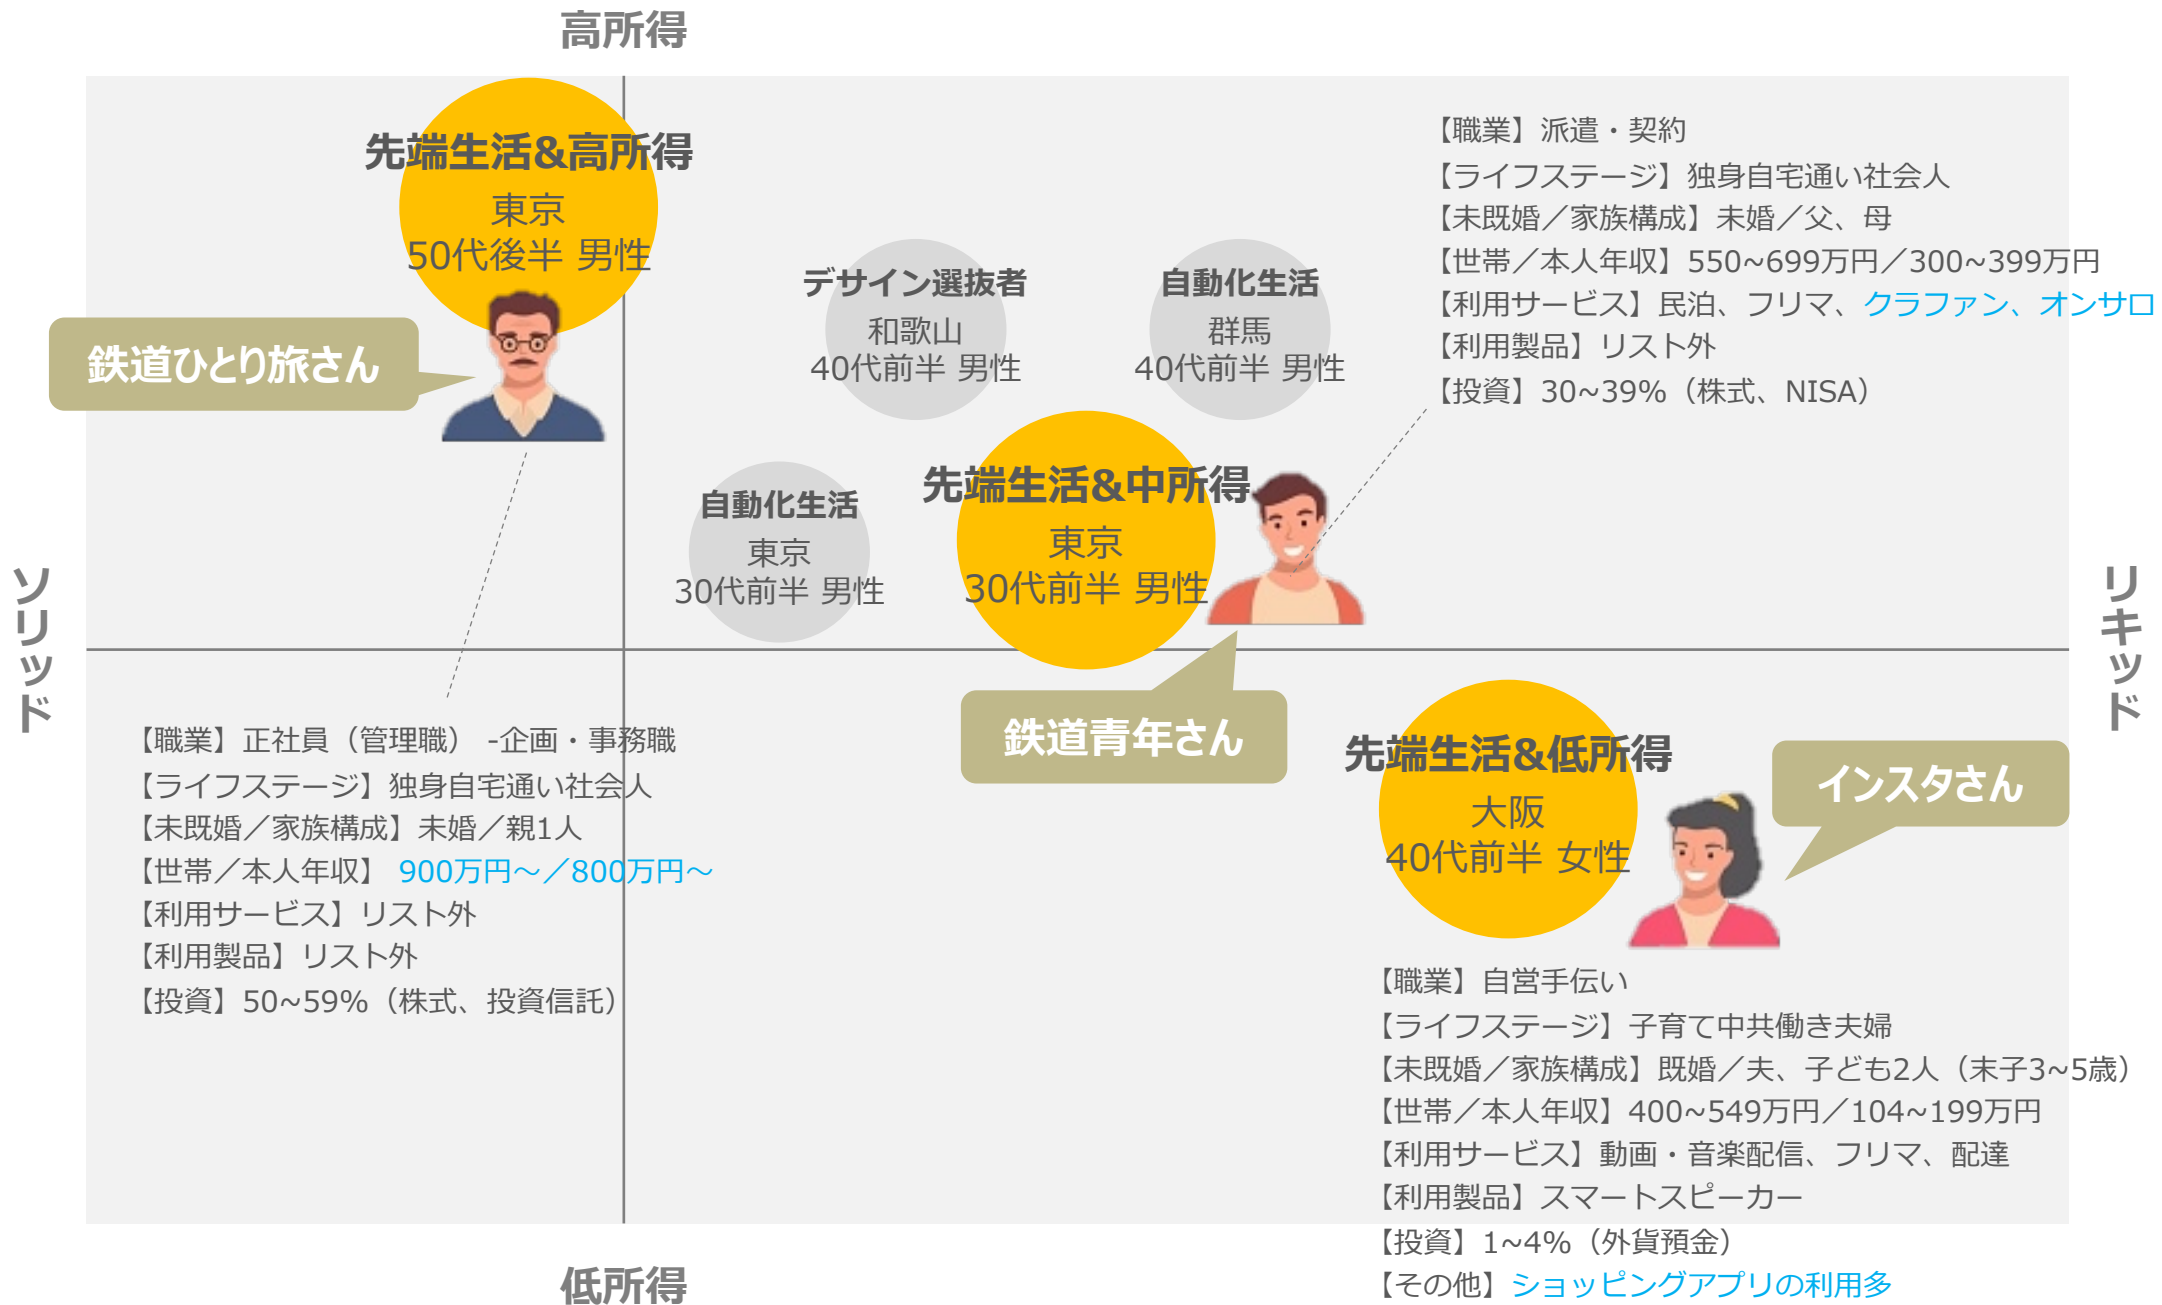 高所得
先端生活&高所得
東京
50代後半 男性
鉄道ひとり旅さん
デザイン選抜者
和歌山
40代前半 男性
自動化生活
群馬
40代前半 男性
【職業】派遣・契約
【ライフステージ】独身自宅通い社会人
【未既婚／家族構成】未婚／父、母
【世帯／本人年収】550~699万円／300~399万円
【利用サービス】民泊、フリマ、クラファン、オンサロ
【利用製品】リスト外
【投資】30~39%（株式、NISA）
自動化生活
東京
30代前半 男性
先端生活&中所得
東京
30代前半 男性
鉄道青年さん
ソリッド
リキッド
【職業】正社員（管理職） -企画・事務職
【ライフステージ】独身自宅通い社会人
【未既婚／家族構成】未婚／親1人
【世帯／本人年収】 900万円～／800万円～
【利用サービス】リスト外
【利用製品】リスト外
【投資】50~59%（株式、投資信託）
先端生活&低所得
大阪
40代前半 女性
インスタさん
【職業】自営手伝い
【ライフステージ】子育て中共働き夫婦
【未既婚／家族構成】既婚／夫、子ども2人（末子3~5歳）
【世帯／本人年収】400~549万円／104~199万円
【利用サービス】動画・音楽配信、フリマ、配達
【利用製品】スマートスピーカー
【投資】1~4%（外貨預金）
【その他】ショッピングアプリの利用多
低所得